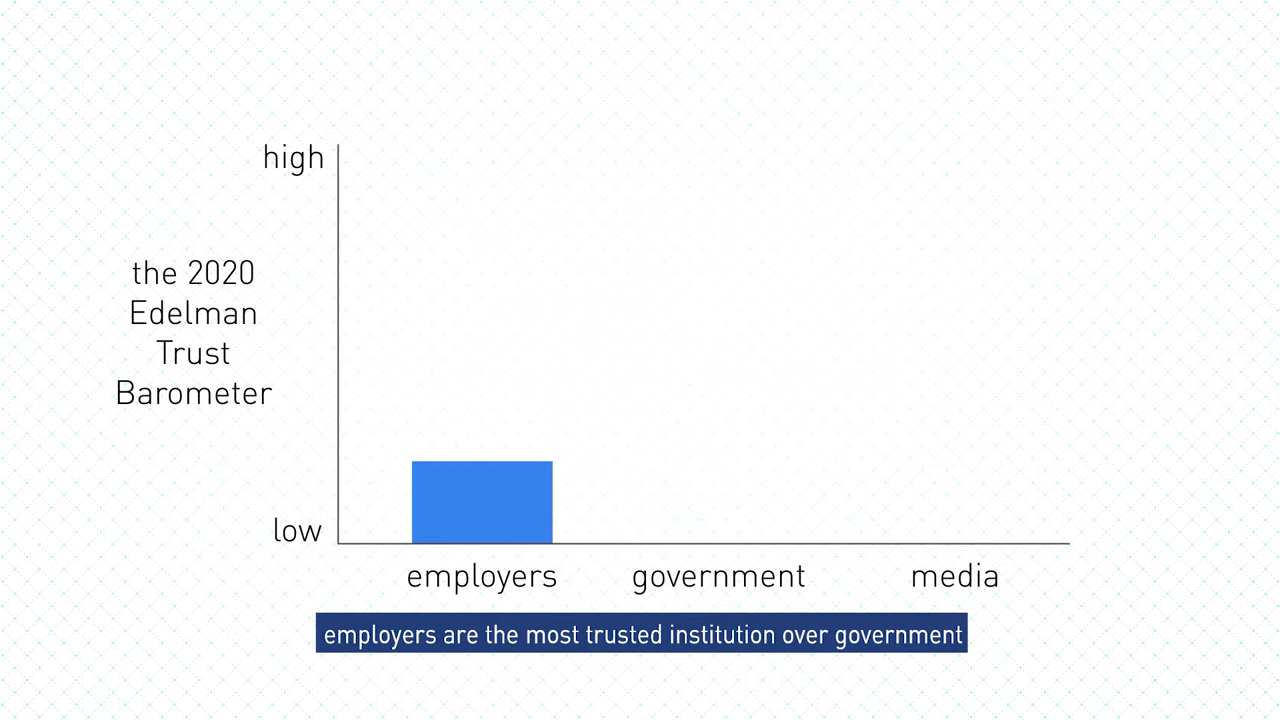 high
the 2020
Edelman
Trust
Barometer
low
employers government media
employers are the most trusted institution over government